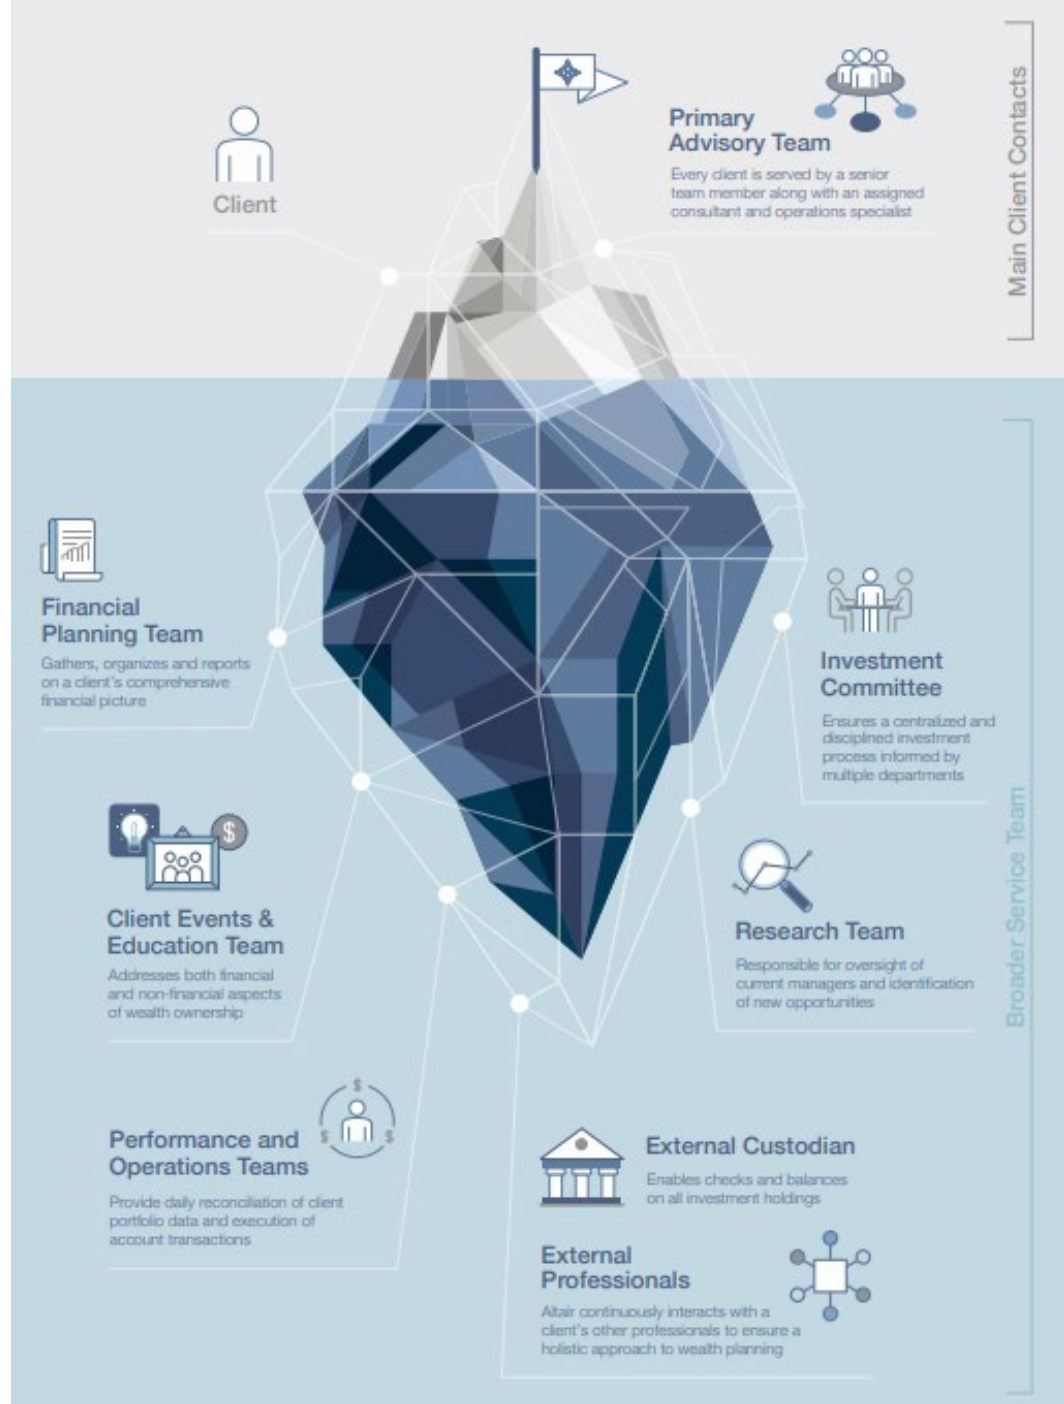 Client
Primary
Advisory Team
Every client is served by a senior
team member along with an assigned
consultant and operations specialist
Main Client Contacts
Financial
Planning Team
Gathers, organizes and reports
on a client's comprehensive
financial picture
Investment
Committee
Ensures a centralized and
disciplined investment
process informed by
multiple departments
$
Client Events &
Education Team
Addresses both financial
and non-financial aspects
of wealth ownership
Research Team
Responsible for oversight of
current managers and identification
of new opportunities
Broader Service Team
$
$ $
Performance and
Operations Teams
Provide daily reconciliation of client
portfolio data and execution of
account transactions
External Custodian
Enables checks and balances
on all investment holdings
External
Professionals
Altair continuously interacts with a
client's other professionals to ensure a
holistic approach to wealth planning